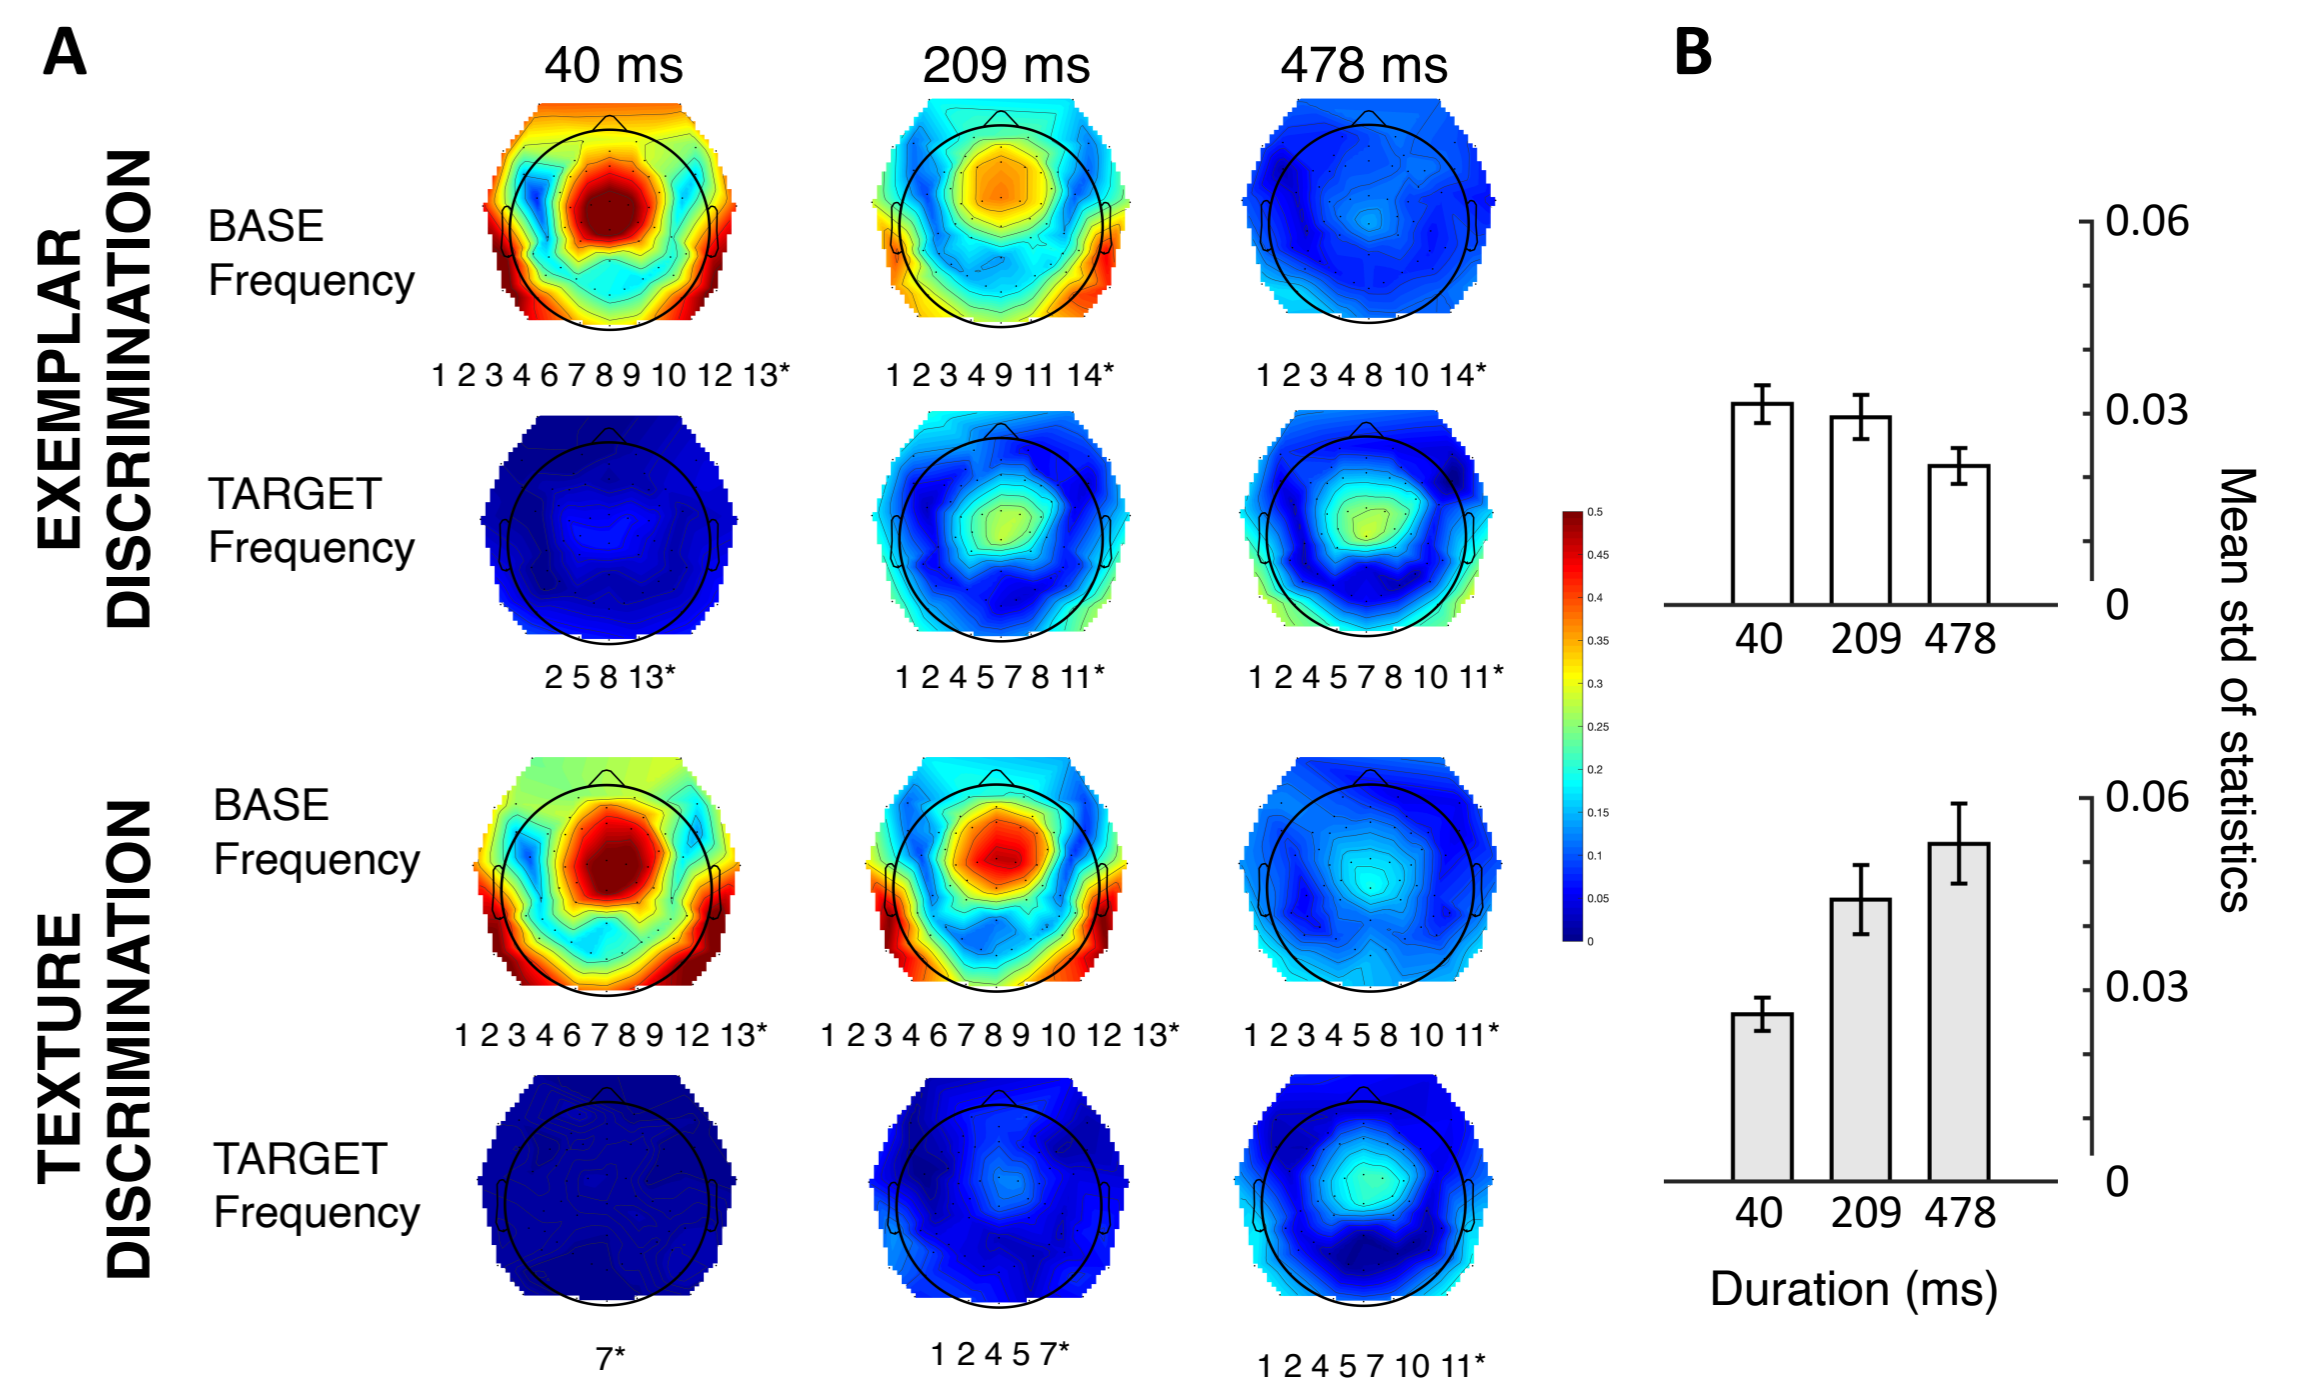 A
B
40 ms
209 ms
478 ms
EXEMPLAR
DISCRIMINATION
BASE
Frequency
1 2 3 4 6 7 8 9 10 12 13*
1 2 3 4 9 11 14*
1 2 3 4 8 10 14*
TARGET
Frequency
2 5 8 13*
1 2 4 5 7 8 11*
1 2 4 5 7 8 10 11*
TEXTURE
DISCRIMINATION
BASE
Frequency
1 2 3 4 6 7 8 9 12 13*
1 2 3 4 6 7 8 9 10 12 13*
1 2 3 4 5 8 10 11*
TARGET
Frequency
7*
1 2 4 5 7*
1 2 4 5 7 10 11*
0.5
0.45
0.4
0.35
0.3
0.25
0.2
0.15
0.1
0.05
0
0.06
0.03
0
40 209 478
0.06
0.03
0
40 209 478
Duration (ms)
Mean std of statistics